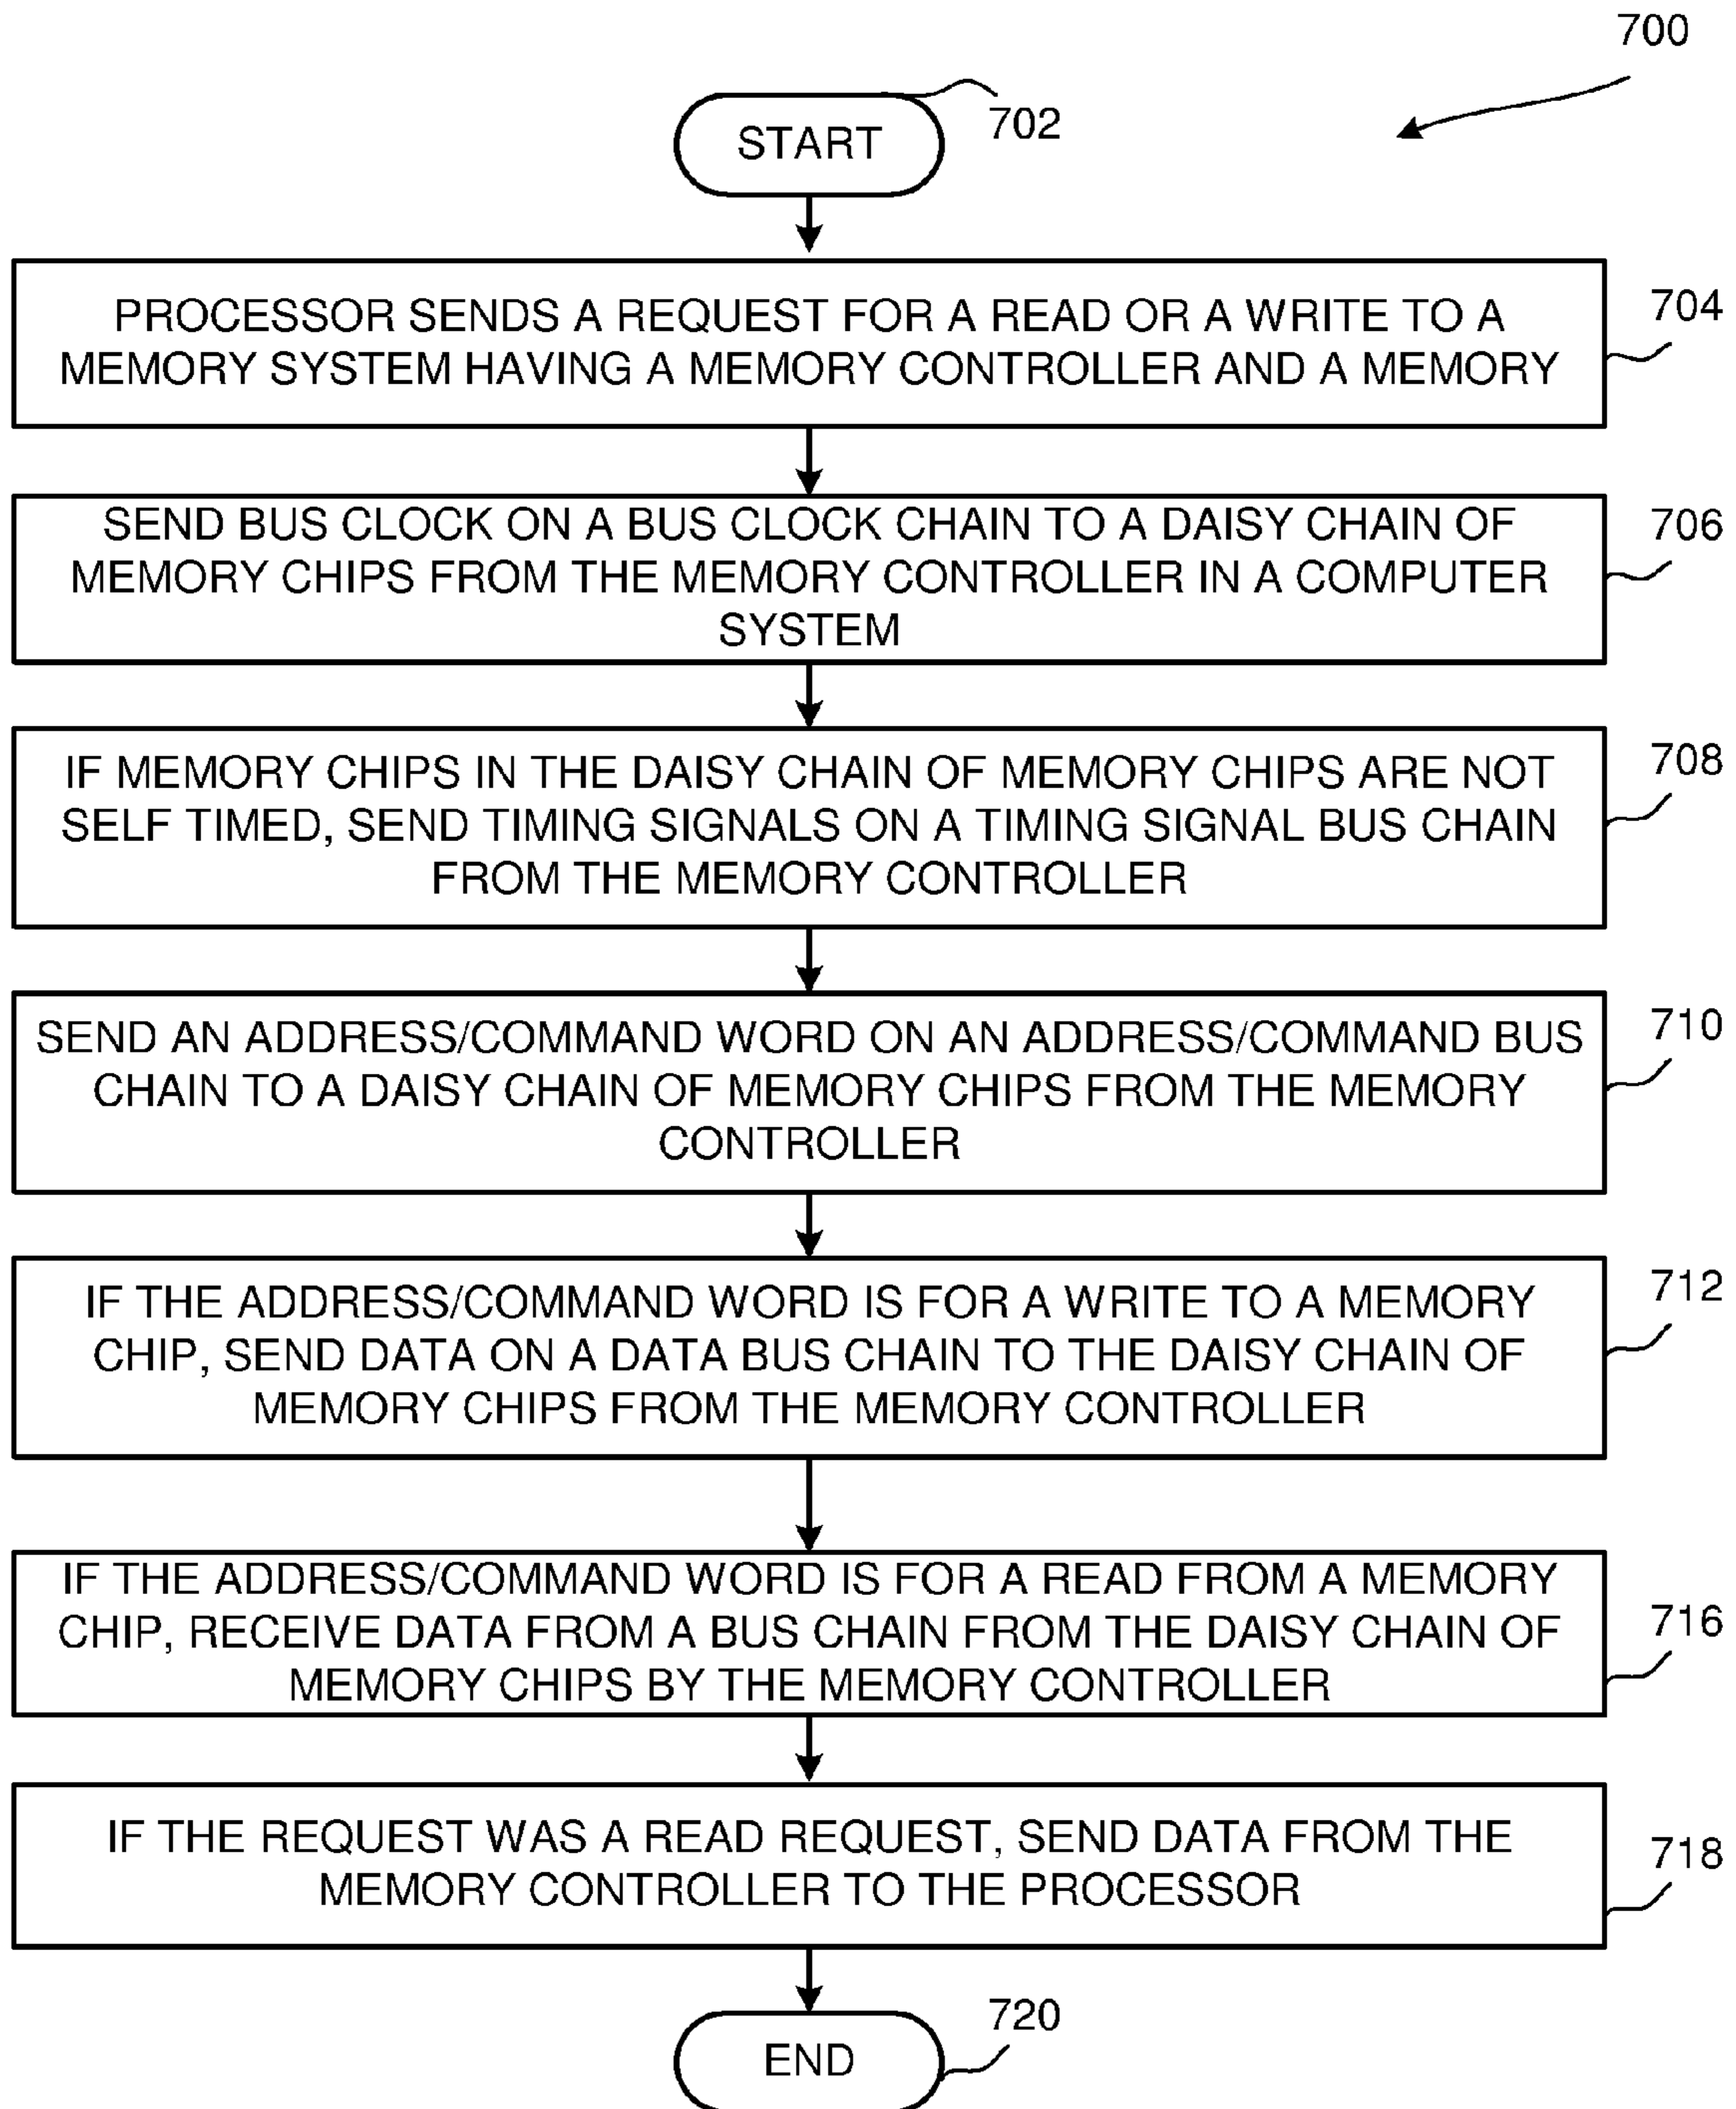 700
START
702
PROCESSOR SENDS A REQUEST FOR A READ OR A WRITE TO A
MEMORY SYSTEM HAVING A MEMORY CONTROLLER AND A MEMORY
704
SEND BUS CLOCK ON A BUS CLOCK CHAIN TO A DAISY CHAIN OF
MEMORY CHIPS FROM THE MEMORY CONTROLLER IN A COMPUTER
SYSTEM
706
IF MEMORY CHIPS IN THE DAISY CHAIN OF MEMORY CHIPS ARE NOT
SELF TIMED, SEND TIMING SIGNALS ON A TIMING SIGNAL BUS CHAIN
FROM THE MEMORY CONTROLLER
708
SEND AN ADDRESS/COMMAND WORD ON AN ADDRESS/COMMAND BUS
CHAIN TO A DAISY CHAIN OF MEMORY CHIPS FROM THE MEMORY
CONTROLLER
710
IF THE ADDRESS/COMMAND WORD IS FOR A WRITE TO A MEMORY
CHIP, SEND DATA ON A DATA BUS CHAIN TO THE DAISY CHAIN OF
MEMORY CHIPS FROM THE MEMORY CONTROLLER
712
IF THE ADDRESS/COMMAND WORD IS FOR A READ FROM A MEMORY
CHIP, RECEIVE DATA FROM A BUS CHAIN FROM THE DAISY CHAIN OF
MEMORY CHIPS BY THE MEMORY CONTROLLER
716
IF THE REQUEST WAS A READ REQUEST, SEND DATA FROM THE
MEMORY CONTROLLER TO THE PROCESSOR
718
END
720